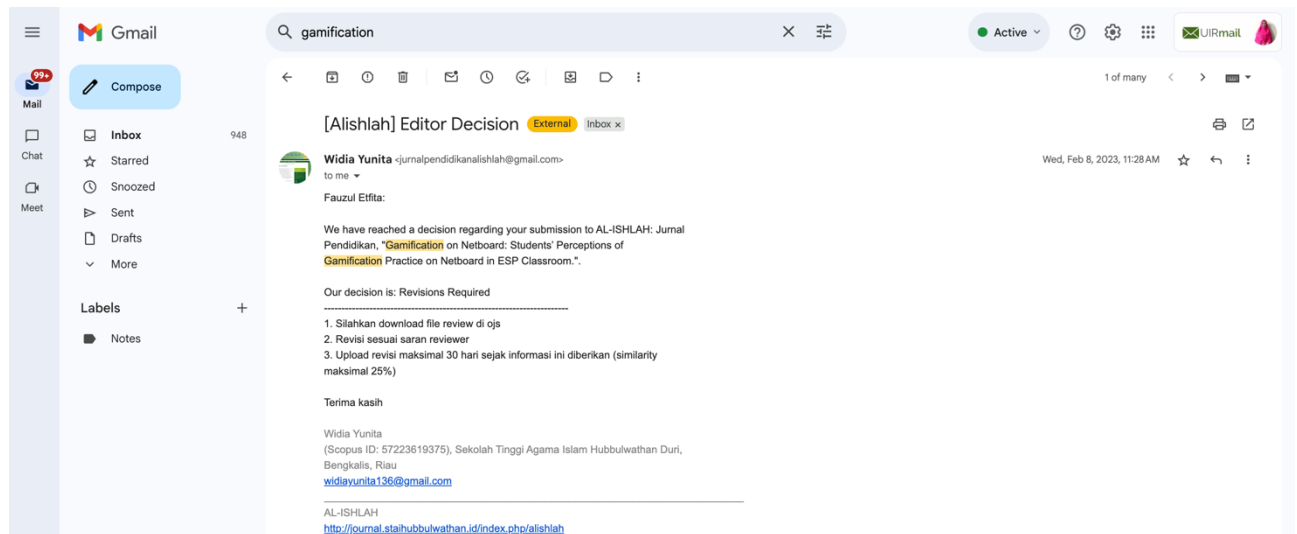 Gmail
gamification
Active
UIRmail
99+
Mail
Compose
1 of many
Chat
Meet
Inbox 948
Starred
Snoozed
Sent
Drafts
More
Labels
Notes
[Alishlah] Editor Decision External Inbox x
Widia Yunita <jurnalpendidikanalishlah@gmail.com> Wed, Feb 8, 2023, 11:28 AM
to me
Fauzul Etfita:
We have reached a decision regarding your submission to AL-ISHLAH: Jurnal
Pendidikan, "Gamification on Netboard: Students' Perceptions of
Gamification Practice on Netboard in ESP Classroom.".
Our decision is: Revisions Required
----------------------------------------------------------------------
1. Silahkan download file review di ojs
2. Revisi sesuai saran reviewer
3. Upload revisi maksimal 30 hari sejak informasi ini diberikan (similarity
maksimal 25%)
Terima kasih
Widia Yunita
(Scopus ID: 57223619375), Sekolah Tinggi Agama Islam Hubbulwathan Duri,
Bengkalis, Riau
widiayunita136@gmail.com
AL-ISHLAH
http://journal.staihubbulwathan.id/index.php/alishlah